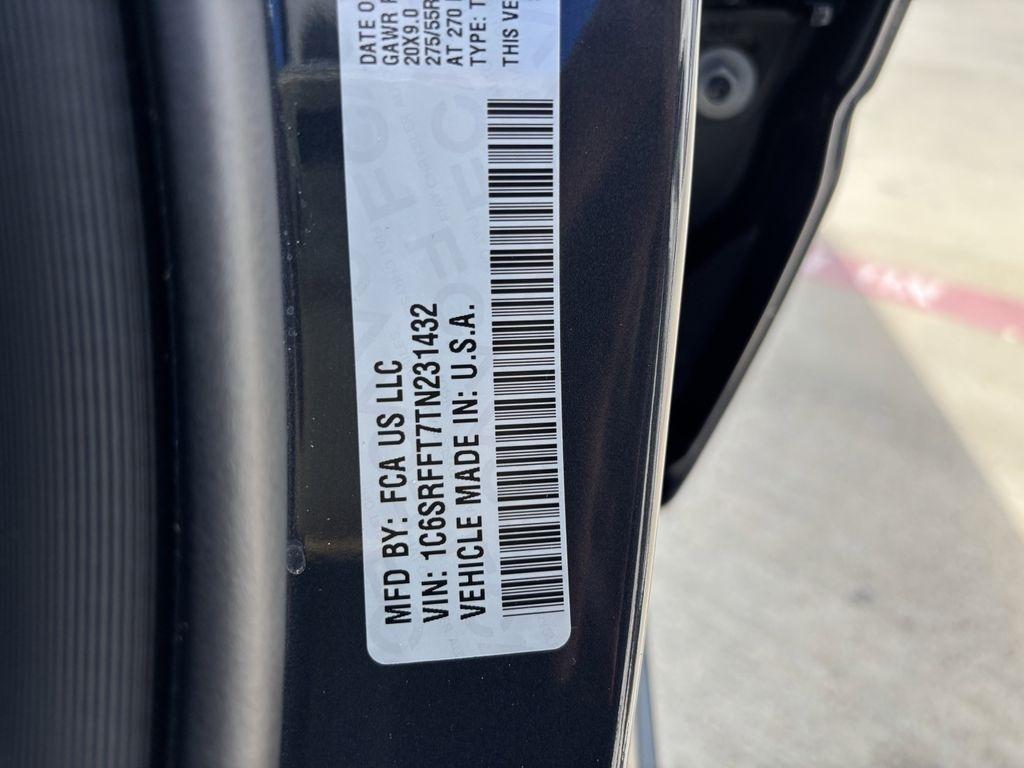 MFD BY: FCA US LLC
VIN: 1C6SRFFT7TN231432
VEHICLE MADE IN: U.S.A.
DATE O
GAWR
20X9.0
275/55R
AT 270
TYPE: T
THIS VE